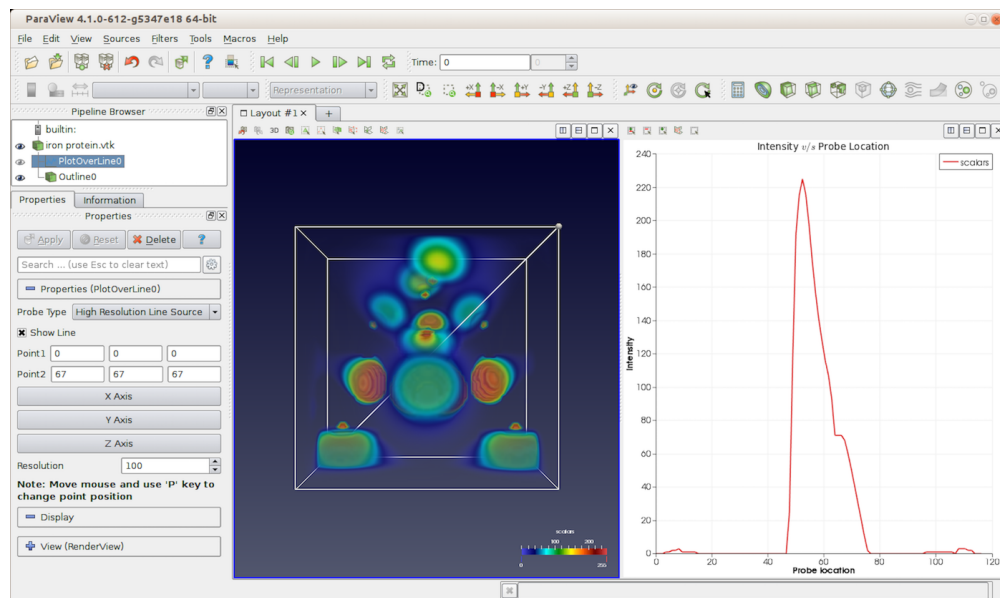 ParaView 4.1.0-612-g5347e18 64-bit
File Edit View Sources Filters Tools Macros Help
Time: 0 0
Representation
+X -X +Y -Y +Z -Z
Pipeline Browser
builtin:
iron protein.vtk
PlotOverLine0
Outline0
Properties Information
Properties
Apply Reset Delete ?
Search ... (use Esc to clear text)
Properties (PlotOverLine0)
Probe Type High Resolution Line Source
Show Line
Point1 0 0 0
Point2 67 67 67
X Axis
Y Axis
Z Axis
Resolution 100
Note: Move mouse and use 'P' key to
change point position
Display
View (RenderView)
Layout #1 +
3D
scalars
100 200
0 255
Intensity v/s Probe Location
scalars
240
220
200
180
160
140
120
100
80
60
40
20
0
Intensity
0 20 40 60 80 100 120
Probe location